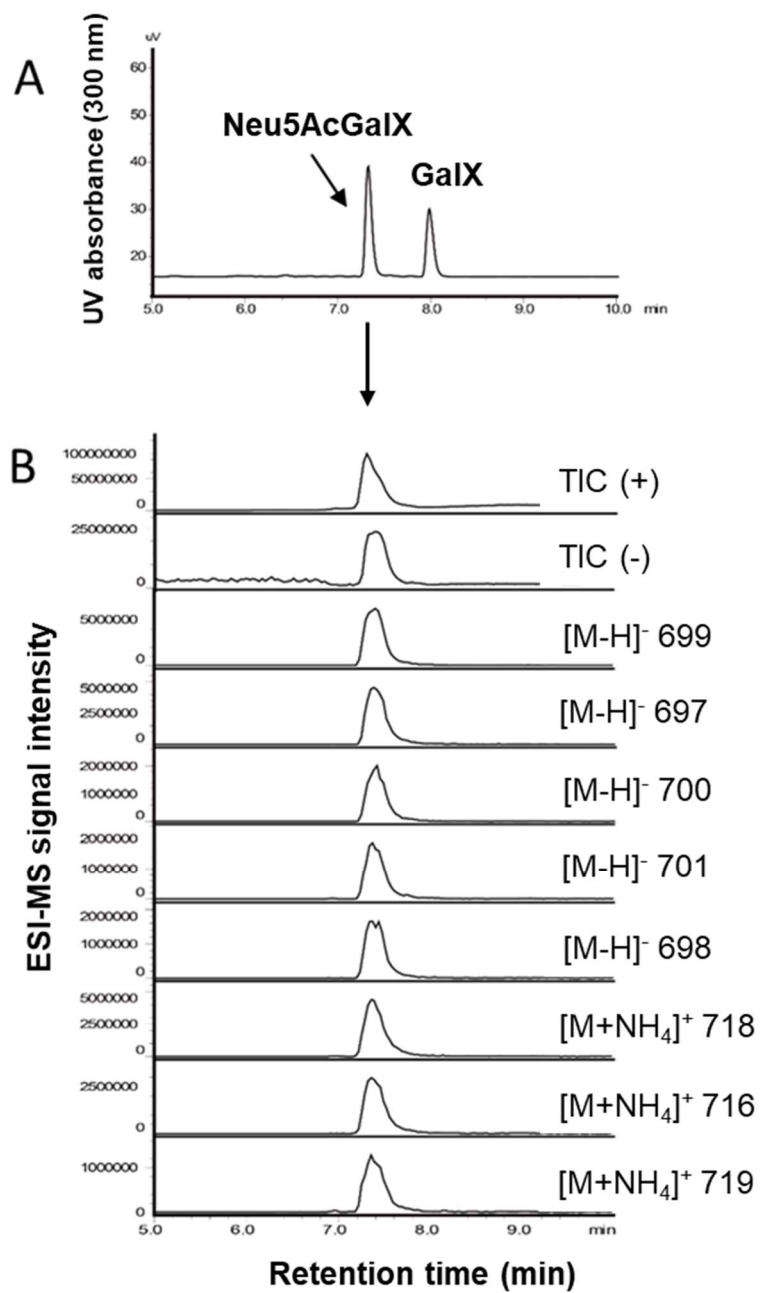 A
UV absorbance (300 nm)
uV
60
50
40
30
20
Neu5AcGalX
GalX
5.0 6.0 7.0 8.0 9.0 10.0 min
B
ESI-MS signal intensity
100000000
50000000
0
TIC (+)
25000000
0
TIC (-)
5000000
0
[M-H]- 699
5000000
2500000
0
[M-H]- 697
2000000
1000000
0
[M-H]- 700
2000000
1000000
0
[M-H]- 701
2000000
1000000
0
[M-H]- 698
5000000
2500000
0
[M+NH4]+ 718
2500000
0
[M+NH4]+ 716
1000000
0
[M+NH4]+ 719
5.0 6.0 7.0 8.0 9.0 min
Retention time (min)